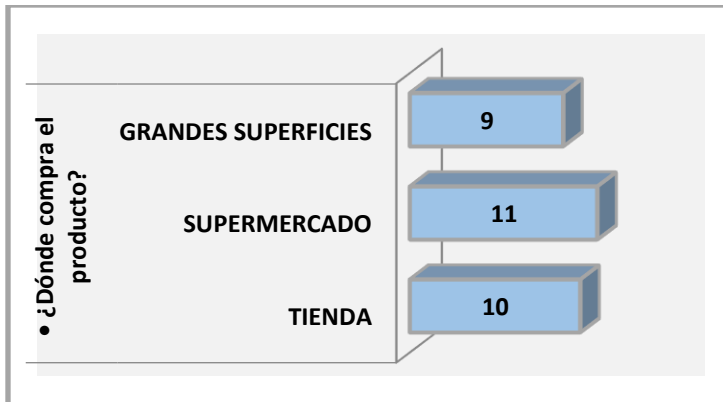 • ¿Dónde compra el
producto?
GRANDES SUPERFICIES
9
SUPERMERCADO
11
TIENDA
10